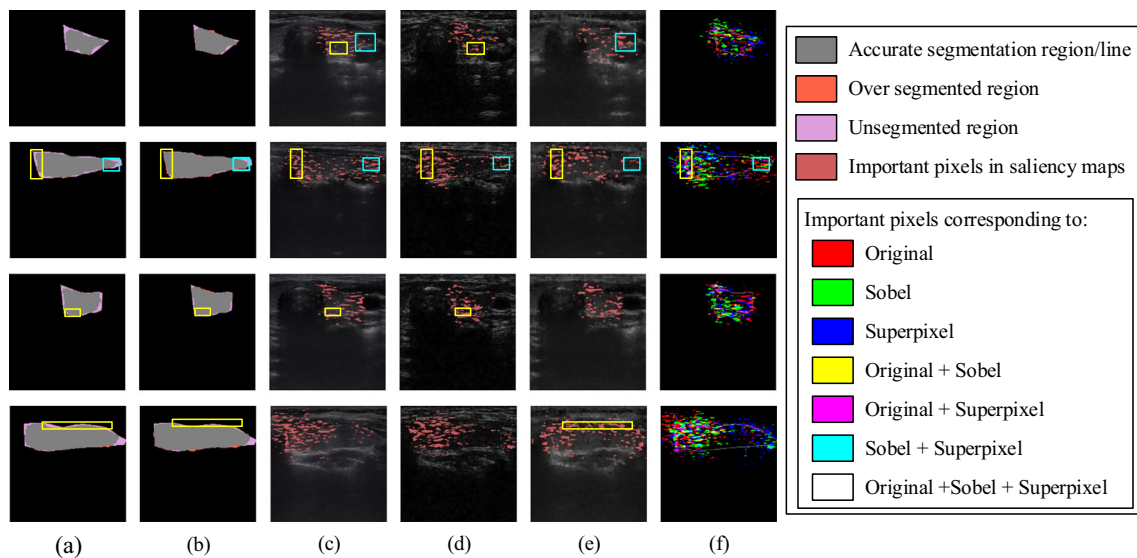 Accurate segmentation region/line
Over segmented region
Unsegmented region
Important pixels in saliency maps
Important pixels corresponding to:
Original
Sobel
Superpixel
Original + Sobel
Original + Superpixel
Sobel + Superpixel
Original +Sobel + Superpixel
(a) (b) (c) (d) (e) (f)